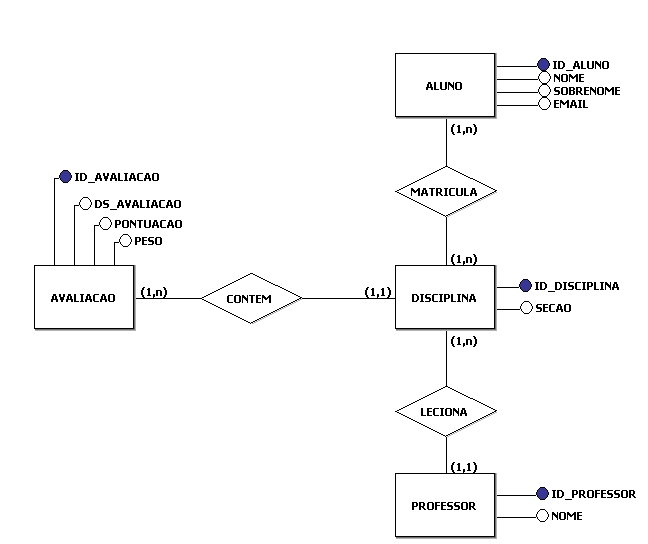 ALUNO
ID_ALUNO
NOME
SOBRENOME
EMAIL
(1,n)
MATRICULA
(1,n)
ID_AVALIACAO
DS_AVALIACAO
PONTUACAO
PESO
AVALIACAO
(1,n)
CONTEM
(1,1)
DISCIPLINA
ID_DISCIPLINA
SECAO
(1,n)
LECIONA
(1,1)
PROFESSOR
ID_PROFESSOR
NOME